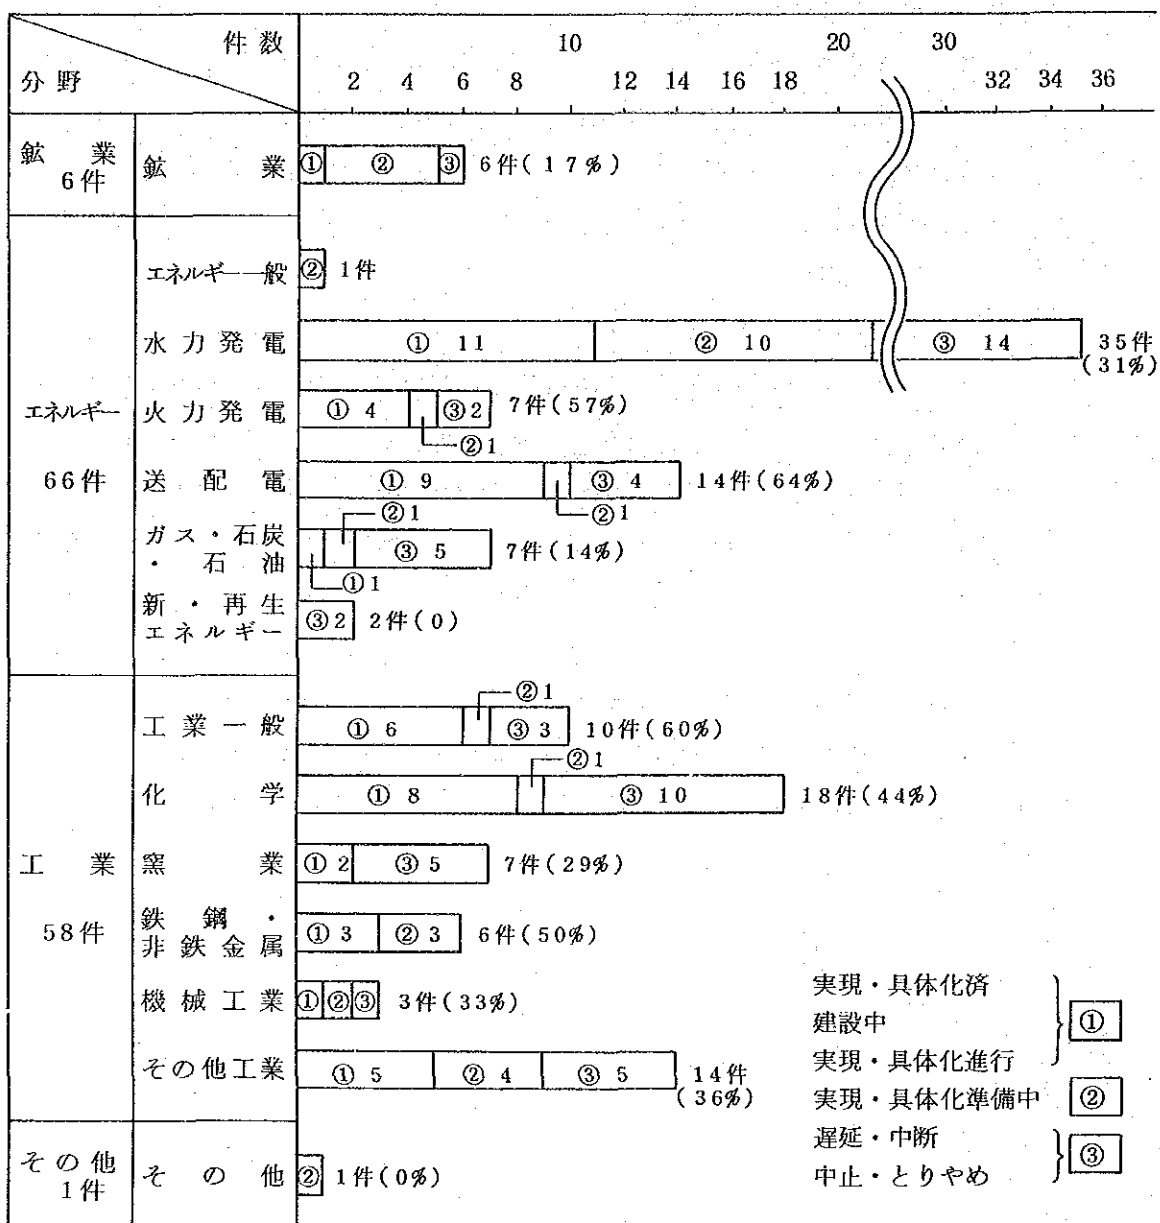 件数
分野
10 20 30
2 4 6 8 12 14 16 18 32 34 36
鉱業
6件
鉱業
① ② ③ 6件(17%)
エネルギー
66件
エネルギー一般
② 1件
水力発電
① 11 ② 10 ③ 14 35件
(31%)
火力発電
① 4 ③2 7件(57%)
②1
送配電
① 9 ③ 4 14件(64%)
②1
②1
ガス・石炭
・石油
③ 5 7件(14%)
①1
新・再生
エネルギー
③2 2件(0)
工業
58件
②1
工業一般
① 6 ③ 3 10件(60%)
②1
化学
① 8 ③ 10 18件(44%)
窯業
① 2 ③ 5 7件(29%)
鉄鋼・
非鉄金属
① 3 ② 3 6件(50%)
機械工業
① ② ③ 3件(33%)
その他工業
① 5 ② 4 ③ 5 14件
(36%)
その他
1件
その他
② 1件(0%)
実現・具体化済
建設中
実現・具体化進行
①
実現・具体化準備中 ②
遅延・中断
中止・とりやめ
③